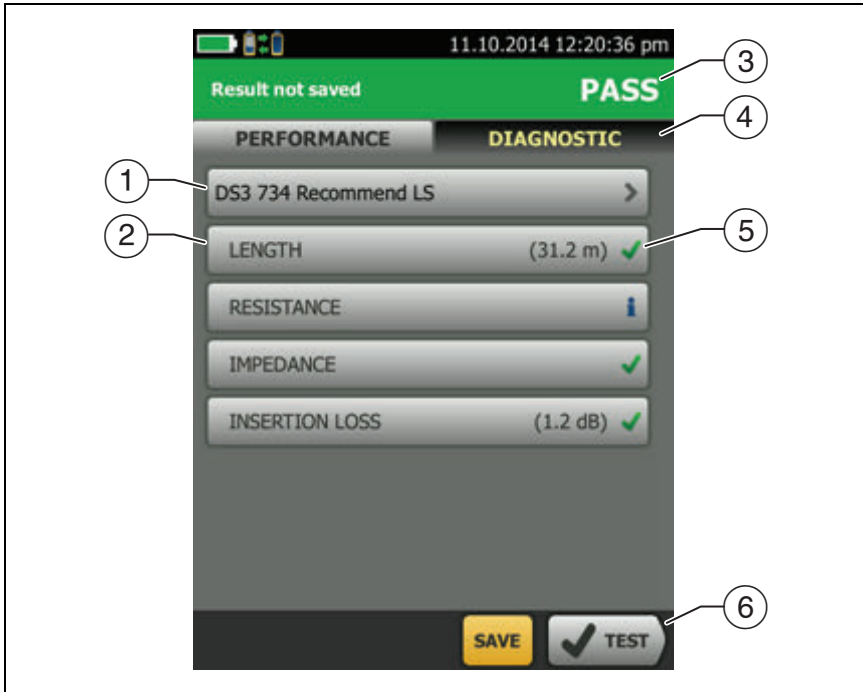 11.10.2014 12:20:36 pm
Result not saved PASS
PERFORMANCE DIAGNOSTIC
DS3 734 Recommend LS
LENGTH (31.2 m)
RESISTANCE i
IMPEDANCE
INSERTION LOSS (1.2 dB)
SAVE TEST
1
2
3
4
5
6